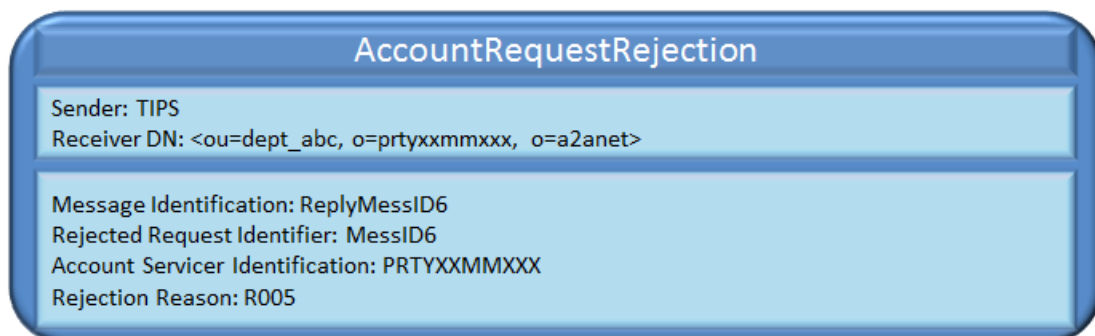 AccountRequestRejection
Sender: TIPS
Receiver DN: <ou=dept_abc, o=prtyxxmmxxx, o=a2anet>
Message Identification: ReplyMessID6
Rejected Request Identifier: MessID6
Account Servicer Identification: PRTYXXMMXXX
Rejection Reason: R005